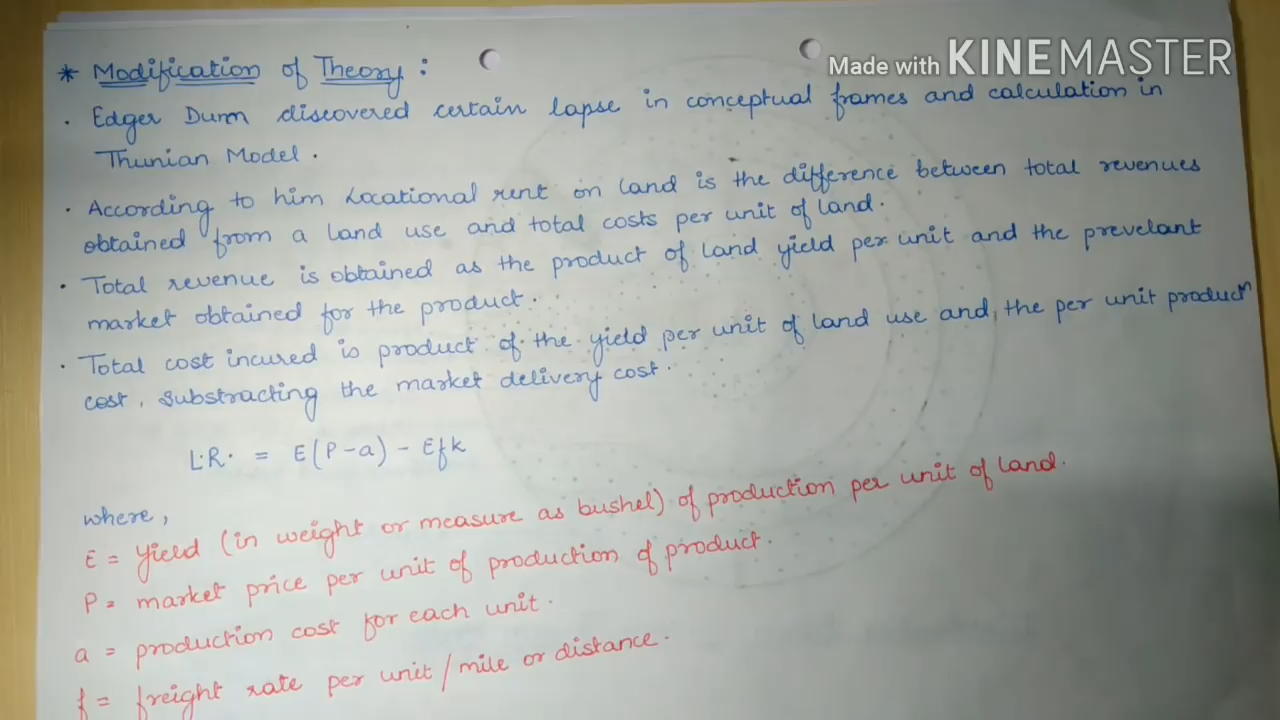 Made with KINEMASTER
* Modification of Theory :
. Edger Dunn discovered certain lapse in conceptual frames and calculation in
Thunian Model .
. According to him Locational rent on land is the difference between total revenues
obtained from a land use and total costs per unit of land.
. Total revenue is obtained as the product of land yield per unit and the prevelant
market obtained for the product.
. Total cost incured is product of the yield per unit of land use and, the per unit productn
cost, substracting the market delivery cost.
L.R. = E(P-a) - Efk
where,
E = Yield (in weight or measure as bushel) of production per unit of land.
P = market price per unit of production of product.
a = production cost for each unit.
f = freight rate per unit / mile or distance.